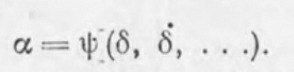 α = ψ (δ, δ̇, . . .).